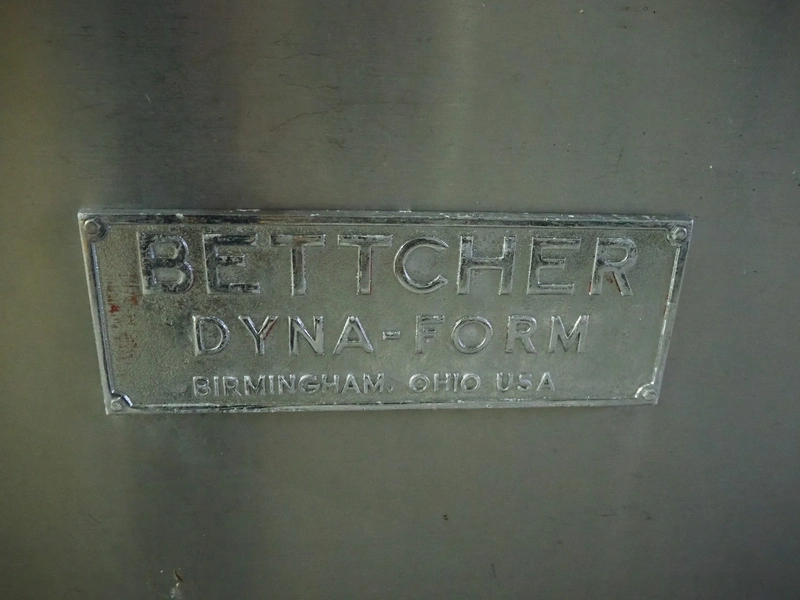 BETTCHER
DYNA-FORM
BIRMINGHAM, OHIO USA